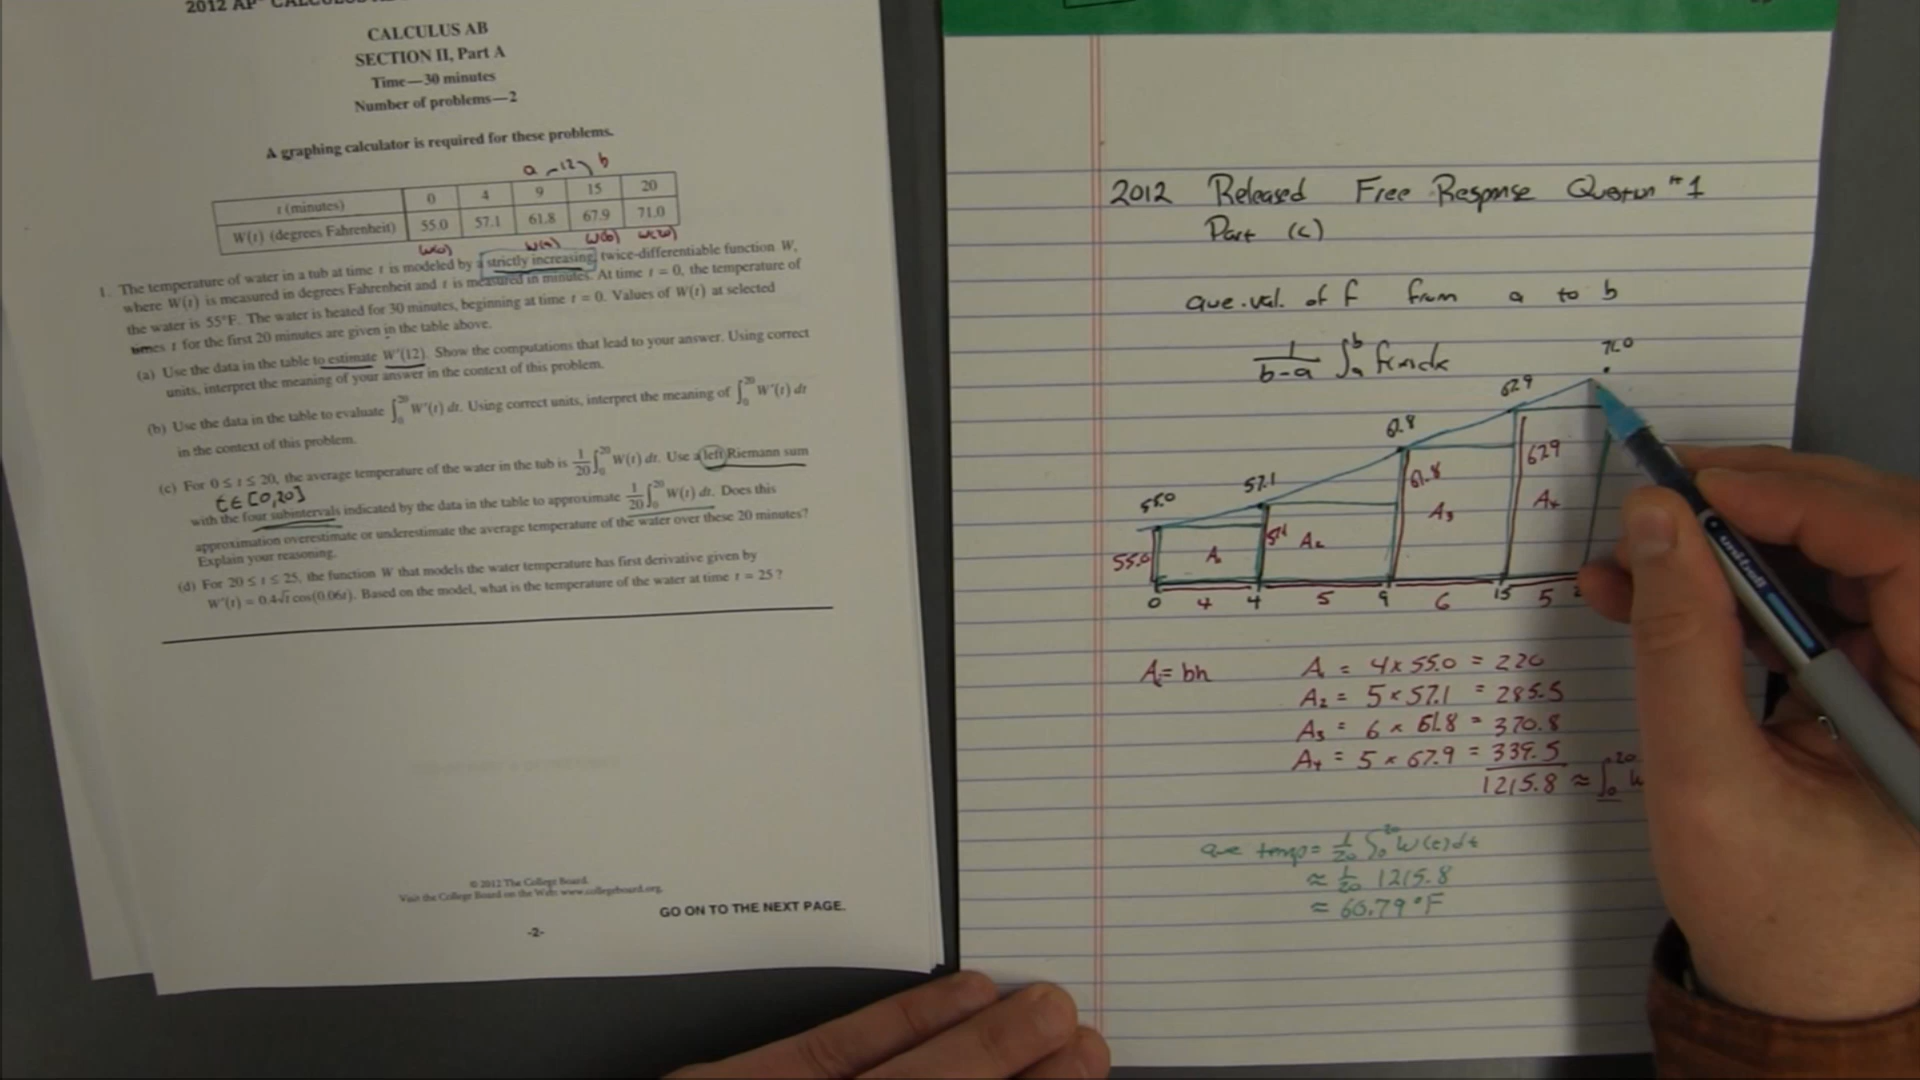 2012 AP® CALCULUS
CALCULUS AB
SECTION II, Part A
Time—30 minutes
Number of problems—2
A graphing calculator is required for these problems.
a 12 b
t (minutes) 0 4 9 15 20
W(t) (degrees Fahrenheit) 55.0 57.1 61.8 67.9 71.0
W(0) W(a) W(b) W(20)
1. The temperature of water in a tub at time t is modeled by a strictly increasing, twice-differentiable function W,
where W(t) is measured in degrees Fahrenheit and t is measured in minutes. At time t = 0, the temperature of
the water is 55°F. The water is heated for 30 minutes, beginning at time t = 0. Values of W(t) at selected
times t for the first 20 minutes are given in the table above.
(a) Use the data in the table to estimate W'(12). Show the computations that lead to your answer. Using correct
units, interpret the meaning of your answer in the context of this problem.
(b) Use the data in the table to evaluate ∫₀²⁰ W'(t) dt. Using correct units, interpret the meaning of ∫₀²⁰ W'(t) dt
in the context of this problem.
(c) For 0 ≤ t ≤ 20, the average temperature of the water in the tub is 1/20 ∫₀²⁰ W(t) dt. Use a left Riemann sum
t∈[0,20]
with the four subintervals indicated by the data in the table to approximate 1/20 ∫₀²⁰ W(t) dt. Does this
approximation overestimate or underestimate the average temperature of the water over these 20 minutes?
Explain your reasoning.
(d) For 20 ≤ t ≤ 25, the function W that models the water temperature has first derivative given by
W'(t) = 0.4√t cos(0.06t). Based on the model, what is the temperature of the water at time t = 25?
© 2012 The College Board.
Visit the College Board on the Web: www.collegeboard.org.
GO ON TO THE NEXT PAGE.
-2-
2012 Released Free Response Question #1
Part (c)
ave. val. of f from a to b
1/b-a ∫ₐᵇ f(x)dx
71.0
67.9
61.8
57.1
55.0
55.0 A₁ 57.1 A₂ 61.8 A₃ 67.9 A₄
0 4 4 5 9 6 15 5
A = bh
A₁ = 4 x 55.0 = 220
A₂ = 5 x 57.1 = 285.5
A₃ = 6 x 61.8 = 370.8
A₄ = 5 x 67.9 = 339.5
1215.8 ≈ ∫₀²⁰ W
ave temp = 1/20 ∫₀²⁰ W(t)dt
≈ 1/20 1215.8
≈ 60.79°F
uniball